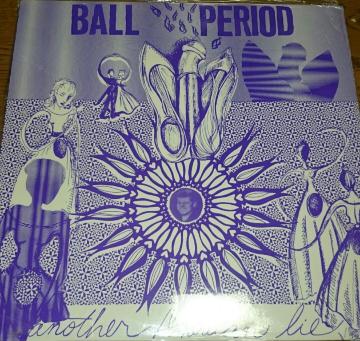 BALL PERIOD
another lie